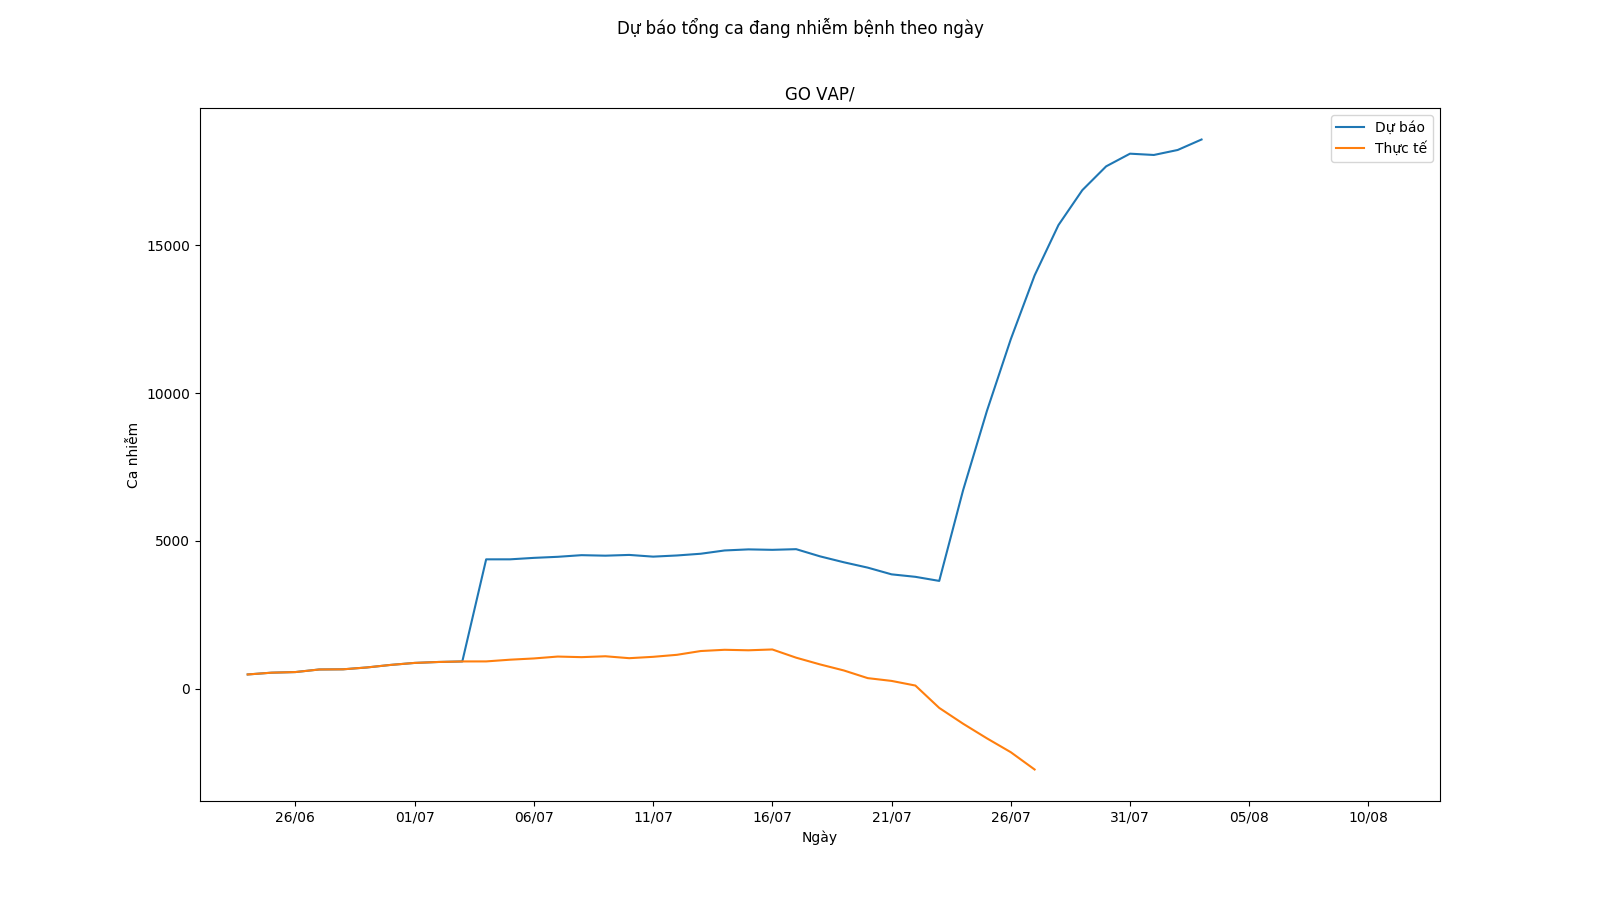 Dự báo tổng ca đang nhiễm bệnh theo ngày
GO VAP/
Dự báo
Thực tế
15000
10000
5000
0
Ca nhiễm
26/06 01/07 06/07 11/07 16/07 21/07 26/07 31/07 05/08 10/08
Ngày